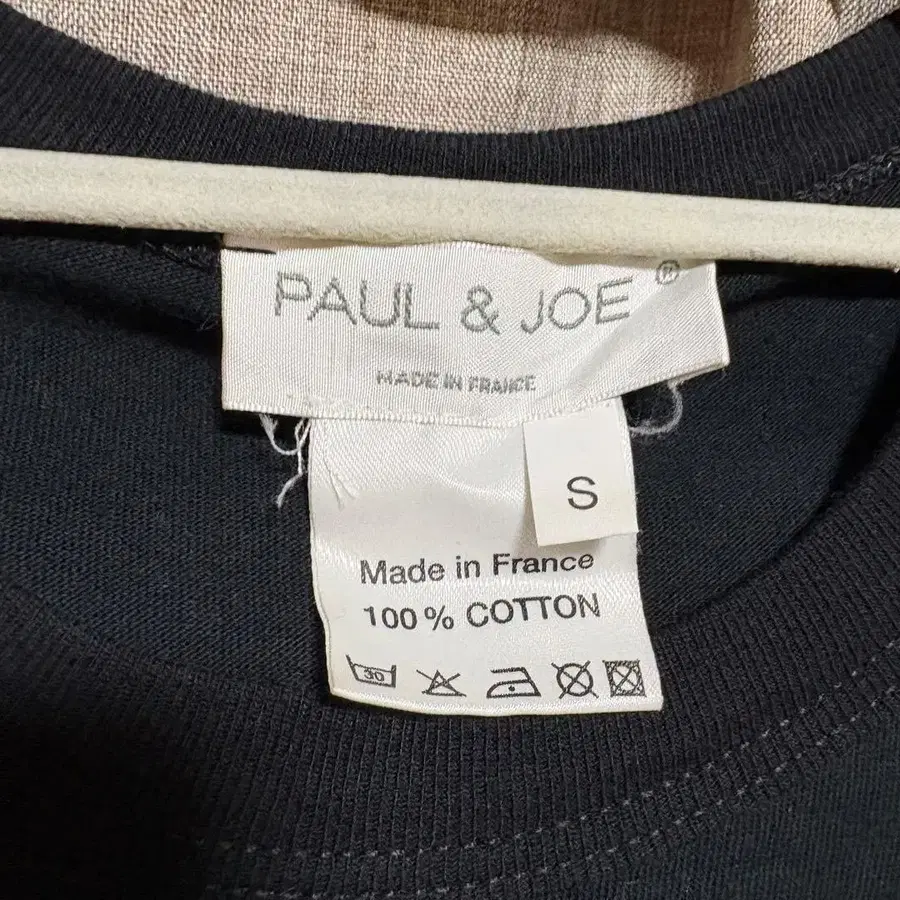 PAUL & JOE ®
MADE IN FRANCE
S
Made in France
100% COTTON
30